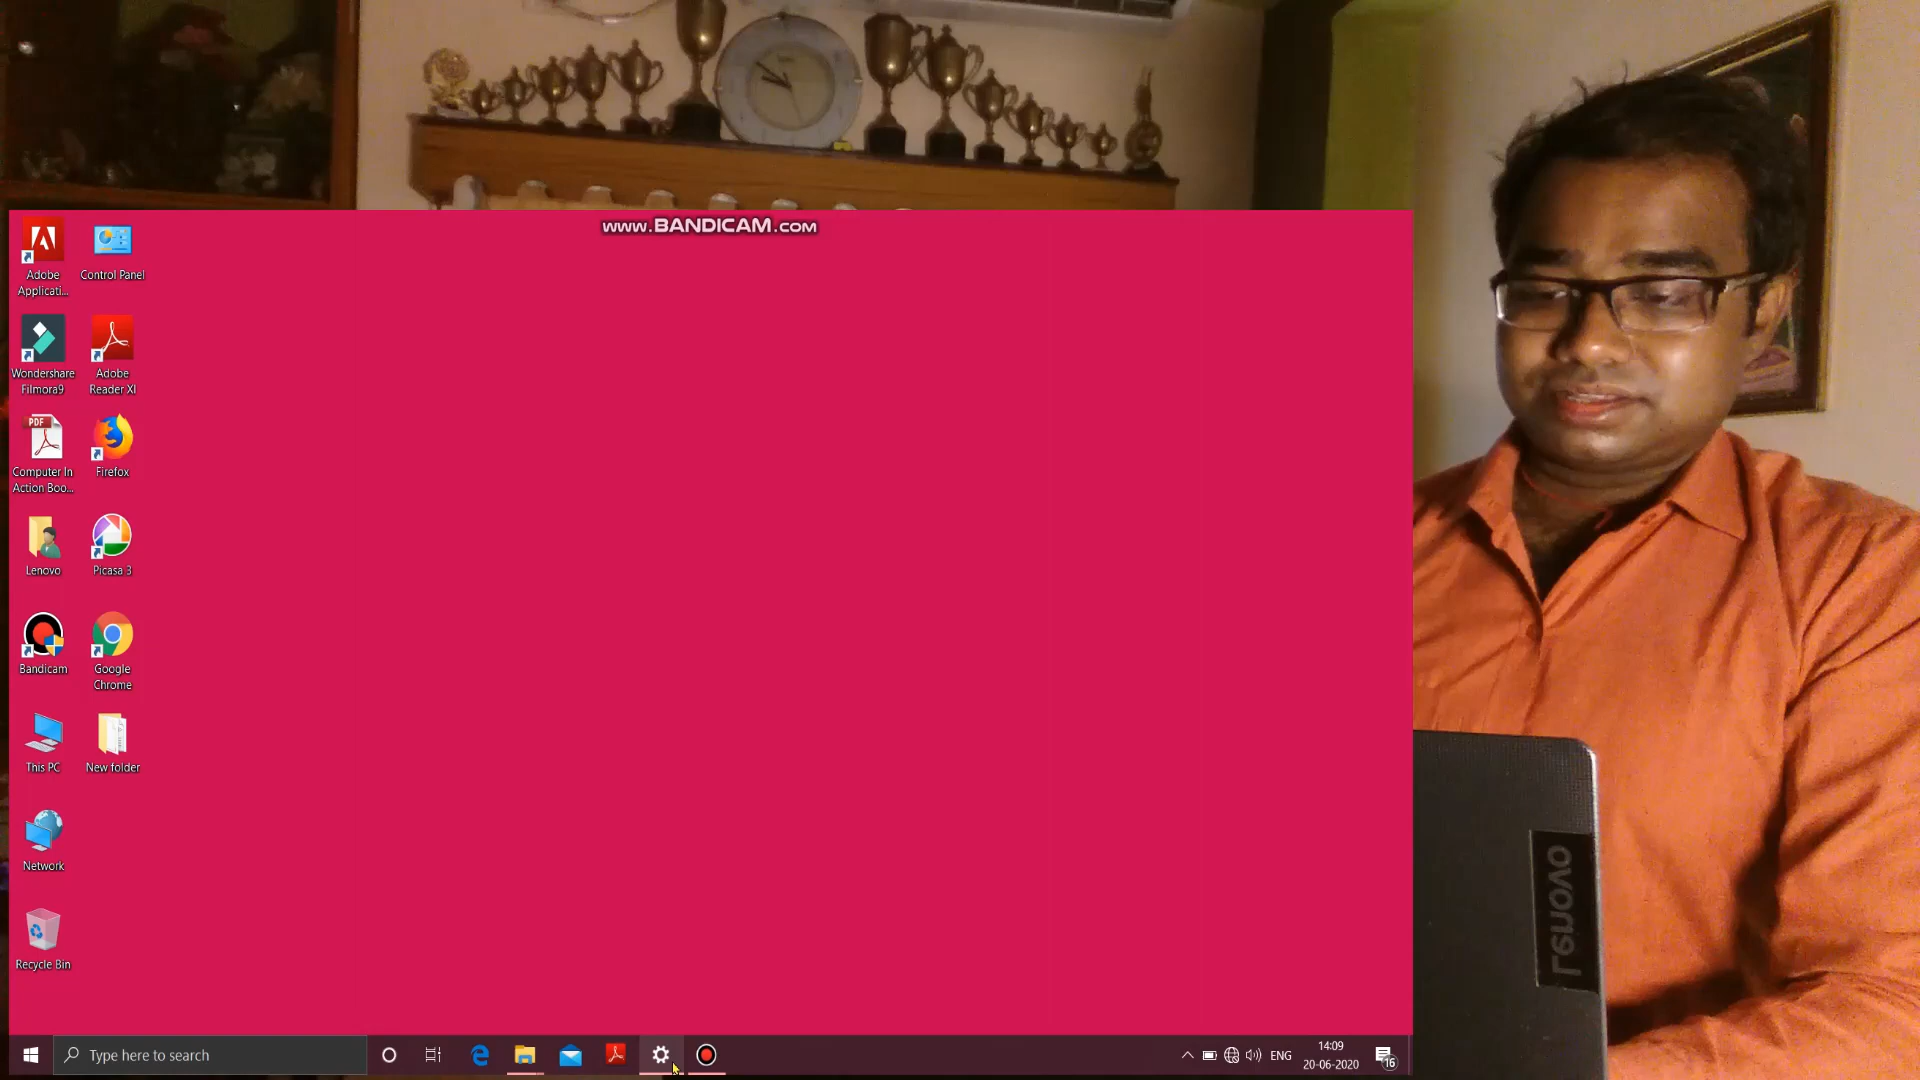 www.BANDICAM.com
Adobe
Applicati...
Control Panel
Wondershare
Filmora9
Adobe
Reader XI
PDF
Computer In
Action Boo...
Firefox
Lenovo
Picasa 3
Bandicam
Google
Chrome
This PC
New folder
Network
Recycle Bin
Type here to search
ENG
14:09
20-06-2020
16
Lenovo